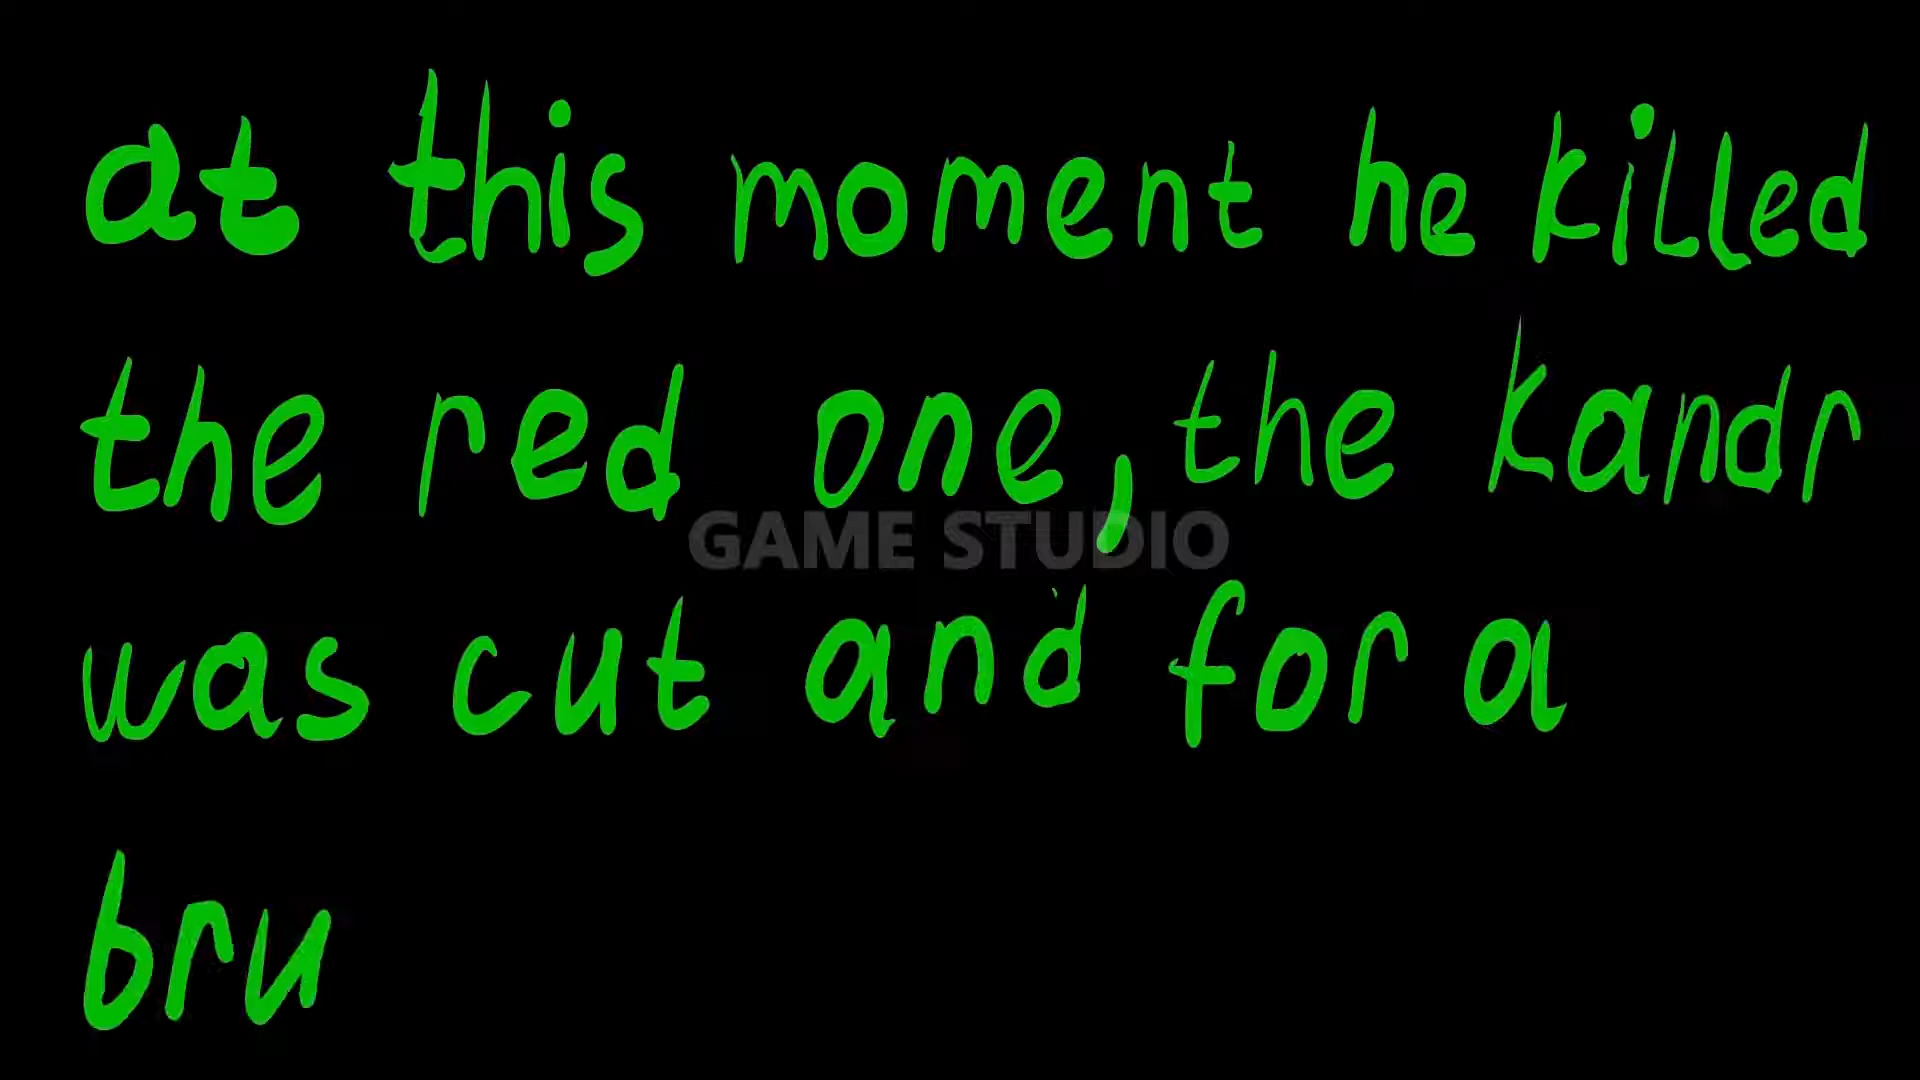 at this moment he killed
the red one, the kandr
GAME STUDIO
was cut and for a
bru